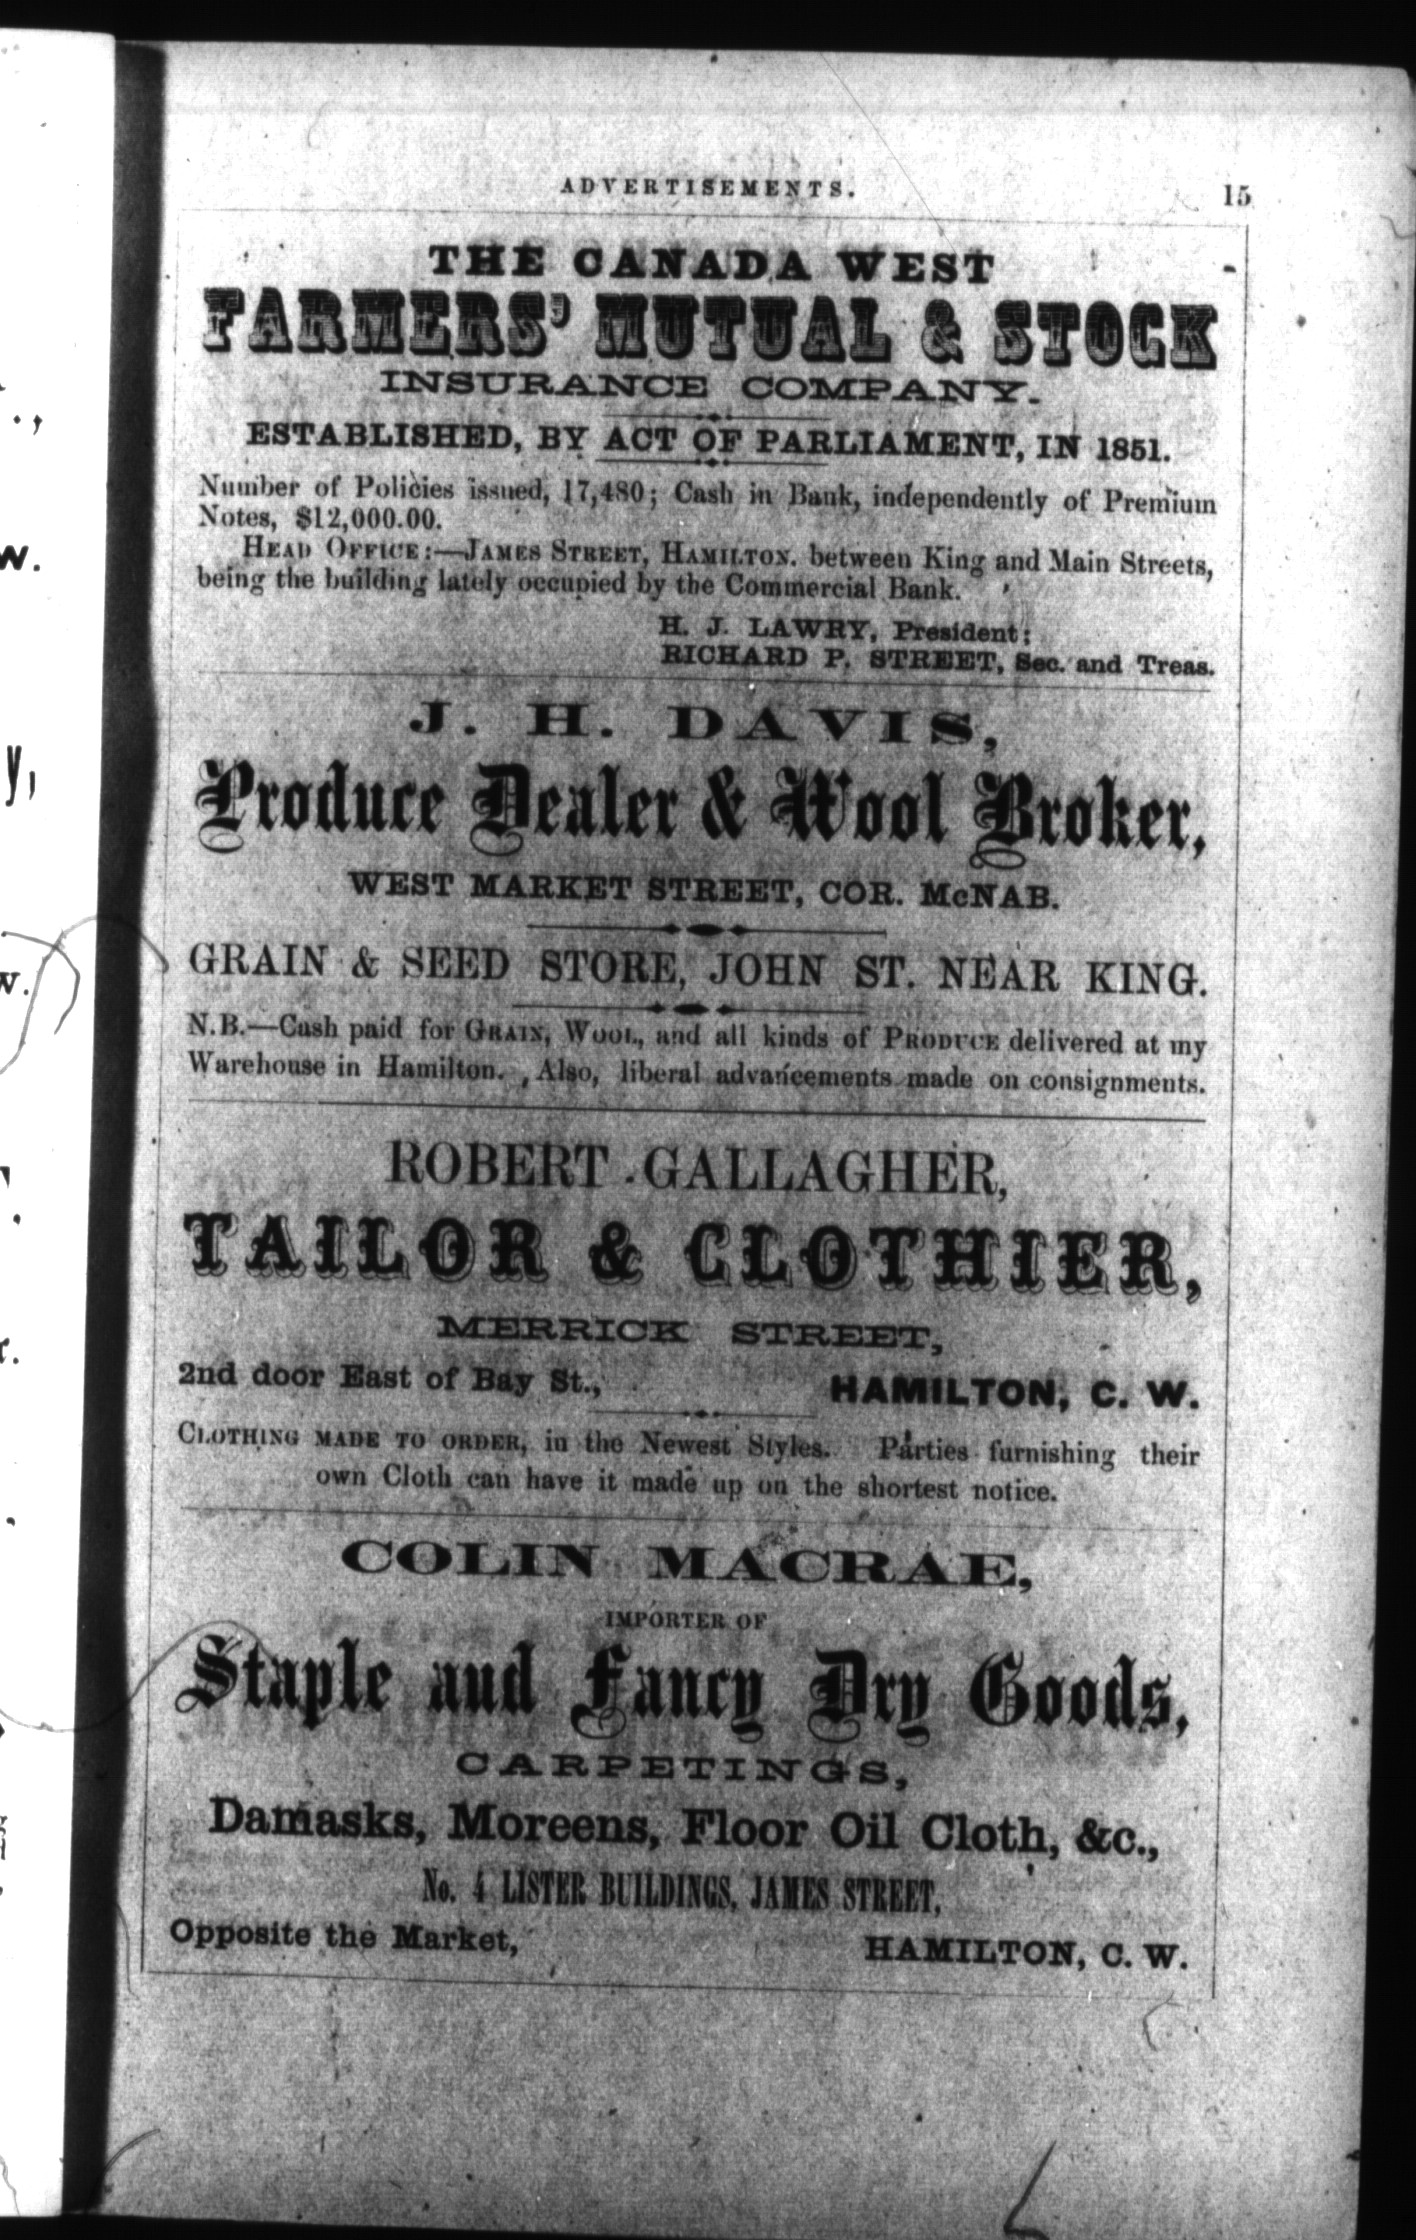 ADVERTISEMENTS.
15
THE CANADA WEST
FARMERS' MUTUAL & STOCK
INSURANCE COMPANY.
ESTABLISHED, BY ACT OF PARLIAMENT, IN 1851.
Number of Policies issued, 17,480; Cash in Bank, independently of Premium
Notes, $12,000.00.
HEAD OFFICE:—JAMES STREET, HAMILTON. between King and Main Streets,
being the building lately occupied by the Commercial Bank.
H. J. LAWRY, President;
RICHARD P. STREET, Sec. and Treas.
J. H. DAVIS,
Produce Dealer & Wool Broker,
WEST MARKET STREET, COR. McNAB.
GRAIN & SEED STORE, JOHN ST. NEAR KING.
N.B.—Cash paid for GRAIN, WOOL, and all kinds of PRODUCE delivered at my
Warehouse in Hamilton. Also, liberal advancements made on consignments.
ROBERT GALLAGHER,
TAILOR & CLOTHIER,
MERRICK STREET,
2nd door East of Bay St., HAMILTON, C. W.
CLOTHING MADE TO ORDER, in the Newest Styles. Parties furnishing their
own Cloth can have it made up on the shortest notice.
COLIN MACRAE,
IMPORTER OF
Staple and Fancy Dry Goods,
CARPETINGS,
Damasks, Moreens, Floor Oil Cloth, &c.,
No. 4 LISTER BUILDINGS, JAMES STREET,
Opposite the Market, HAMILTON, C. W.